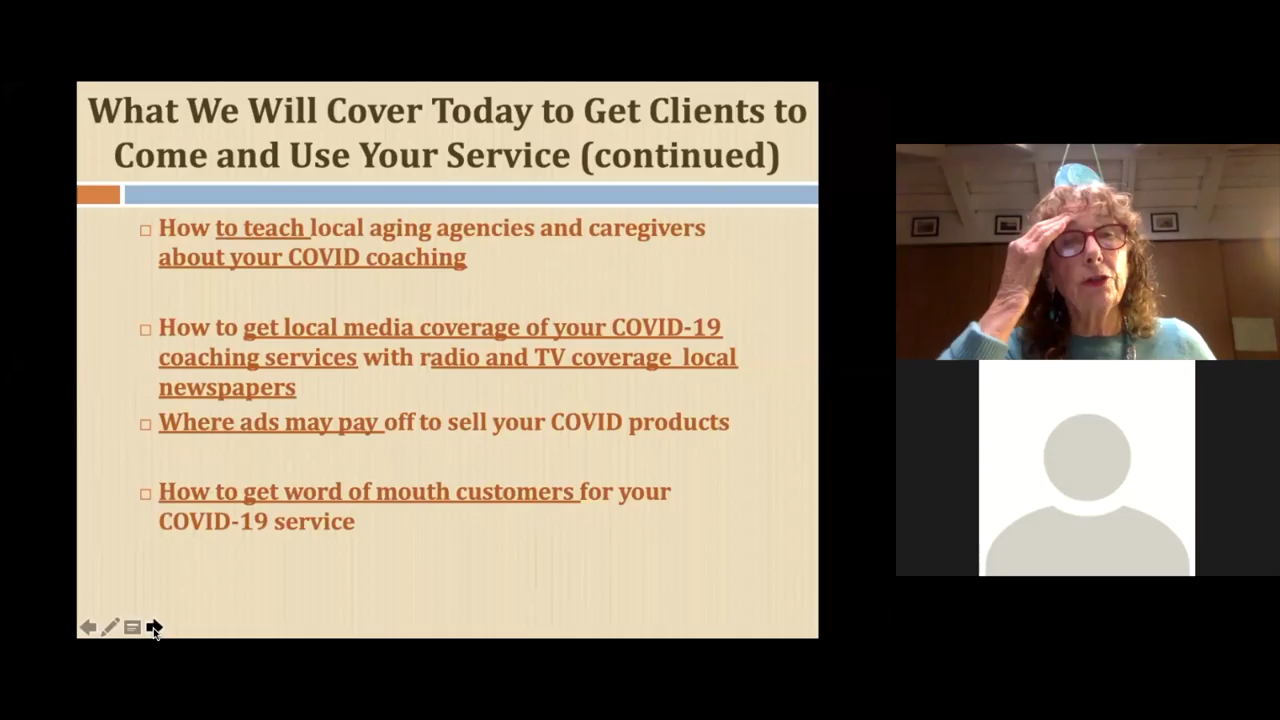 What We Will Cover Today to Get Clients to
Come and Use Your Service (continued)
How to teach local aging agencies and caregivers
about your COVID coaching
How to get local media coverage of your COVID-19
coaching services with radio and TV coverage local
newspapers
Where ads may pay off to sell your COVID products
How to get word of mouth customers for your
COVID-19 service